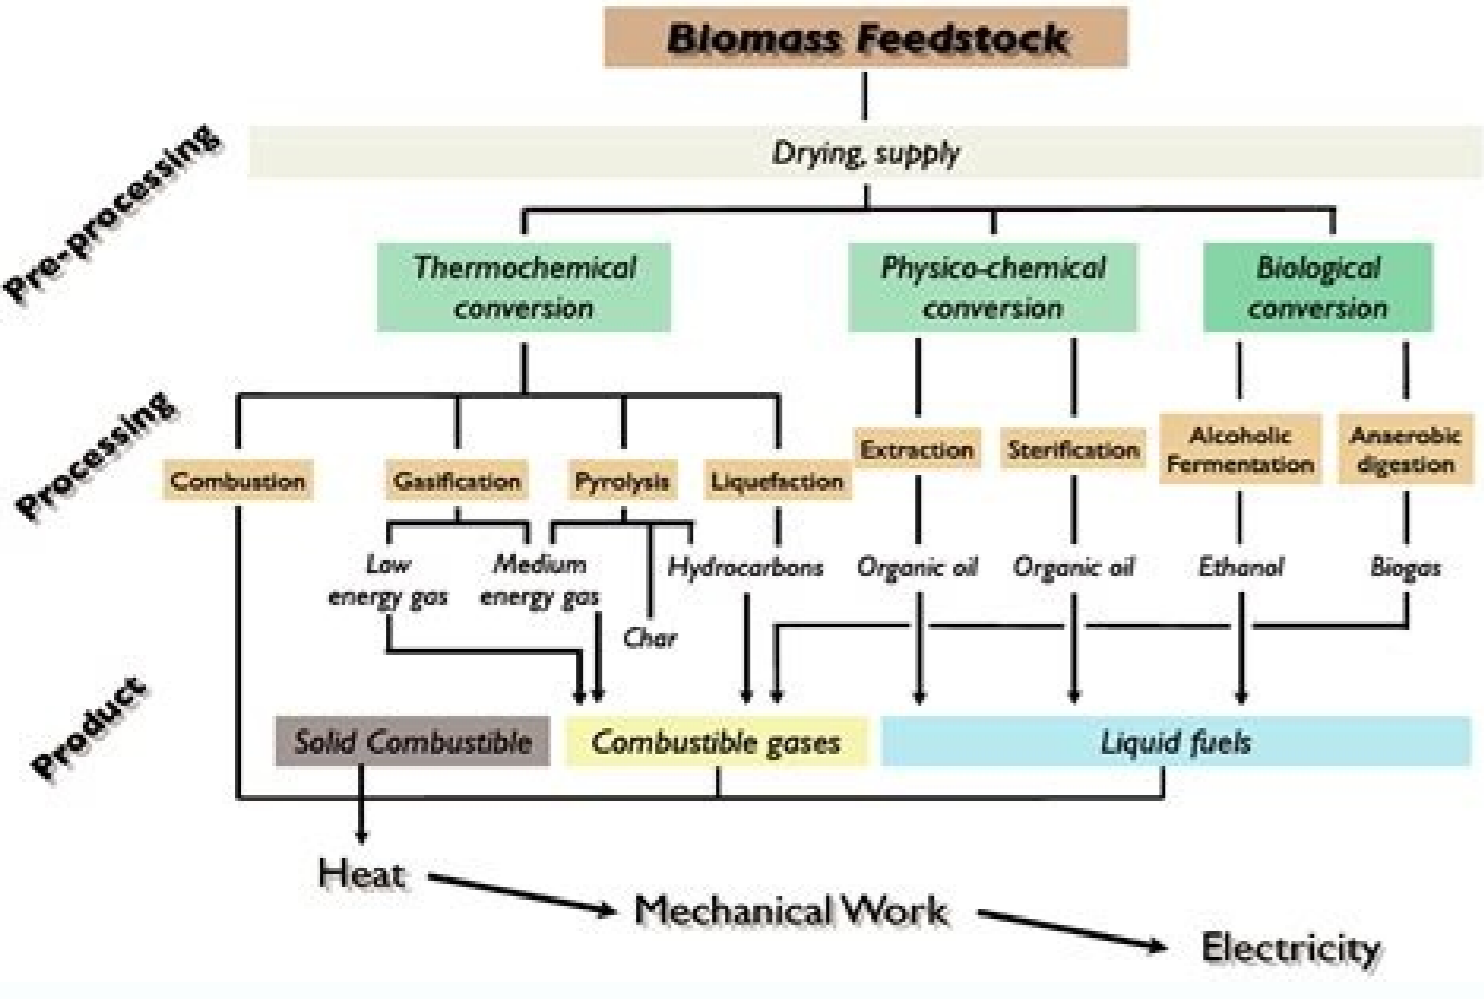 Biomass Feedstock
Pre-processing
Drying, supply
Thermochemical
conversion
Physico-chemical
conversion
Biological
conversion
Processing
Combustion
Gasification
Pyrolysis
Liquefaction
Extraction
Sterification
Alcoholic
Fermentation
Anaerobic
digestion
Low
energy gas
Medium
energy gas
Char
Hydrocarbons
Organic oil
Organic oil
Ethanol
Biogas
Product
Solid Combustible
Combustible gases
Liquid fuels
Heat
Mechanical Work
Electricity